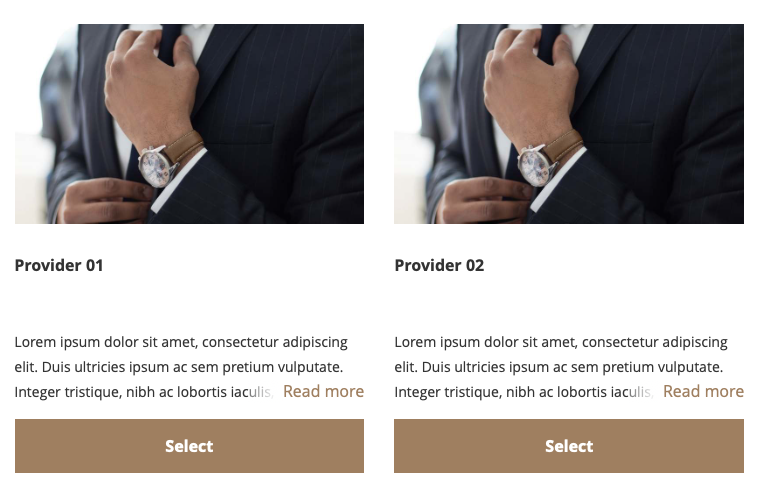 Provider 01
Lorem ipsum dolor sit amet, consectetur adipiscing
elit. Duis ultricies ipsum ac sem pretium vulputate.
Integer tristique, nibh ac lobortis iaculis, Read more
Select
Provider 02
Lorem ipsum dolor sit amet, consectetur adipiscing
elit. Duis ultricies ipsum ac sem pretium vulputate.
Integer tristique, nibh ac lobortis iaculis, Read more
Select